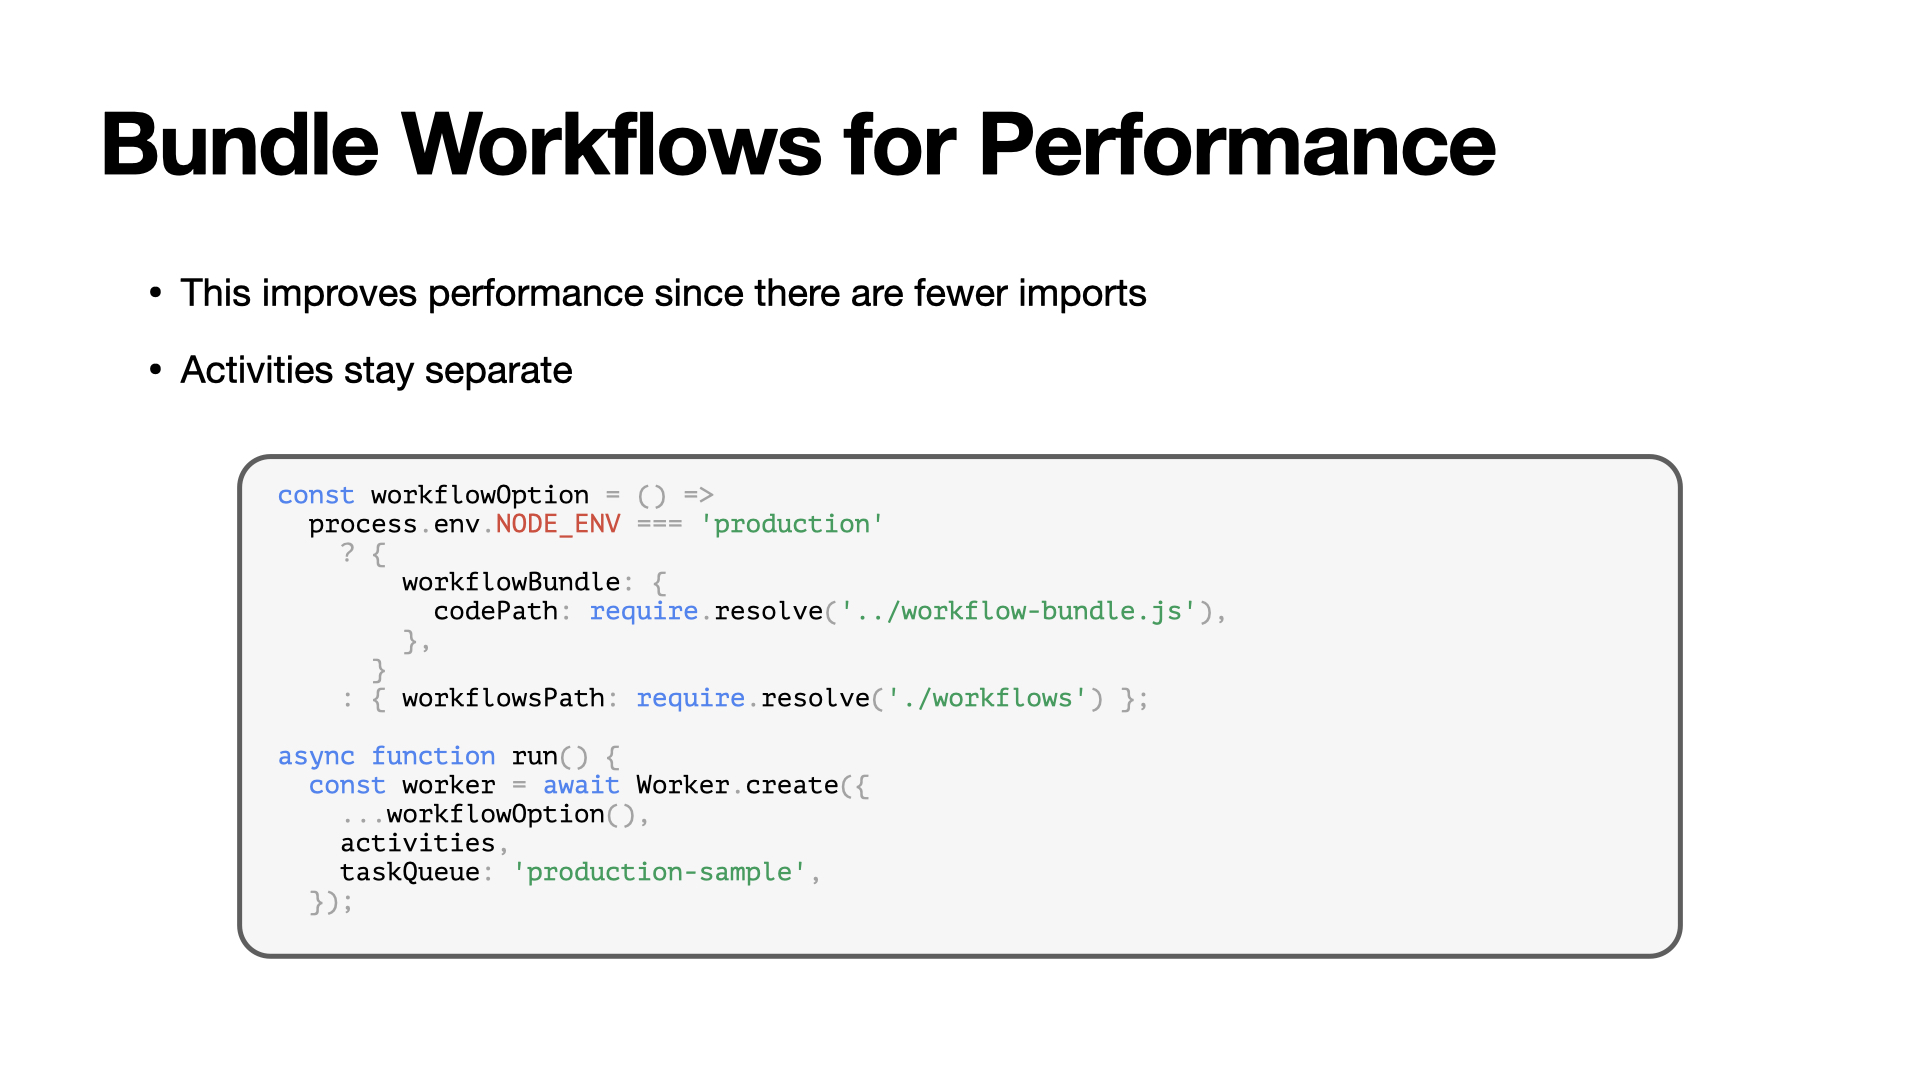 Bundle Workflows for Performance
• This improves performance since there are fewer imports
• Activities stay separate
const workflowOption = () =>
  process.env.NODE_ENV === 'production'
    ? {
        workflowBundle: {
          codePath: require.resolve('../workflow-bundle.js'),
        },
      }
    : { workflowsPath: require.resolve('./workflows') };

async function run() {
  const worker = await Worker.create({
    ...workflowOption(),
    activities,
    taskQueue: 'production-sample',
  });